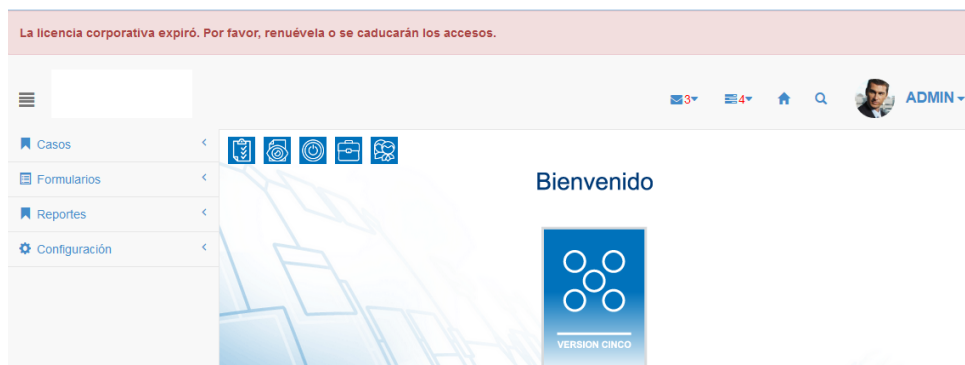 La licencia corporativa expiró. Por favor, renuévela o se caducarán los accesos.
3 4 ADMIN
Casos
Formularios
Reportes
Configuración
Bienvenido
VERSION CINCO